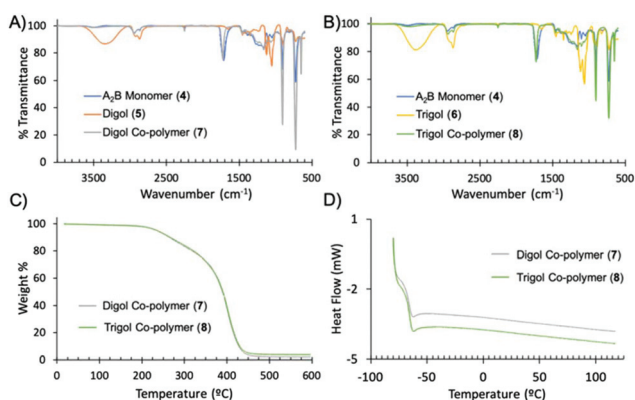 A)
% Transmittance
100
80
60
40
20
0
A₂B Monomer (4)
Digol (5)
Digol Co-polymer (7)
3500 2500 1500 500
Wavenumber (cm⁻¹)
B)
% Transmittance
100
80
60
40
20
0
A₂B Monomer (4)
Trigol (6)
Trigol Co-polymer (8)
3500 2500 1500 500
Wavenumber (cm⁻¹)
C)
Weight %
100
80
60
40
20
0
Digol Co-polymer (7)
Trigol Co-polymer (8)
0 100 200 300 400 500 600
Temperature (ºC)
D)
Heat Flow (mW)
1
-2
-5
Digol Co-polymer (7)
Trigol Co-polymer (8)
-100 -50 0 50 100
Temperature (ºC)